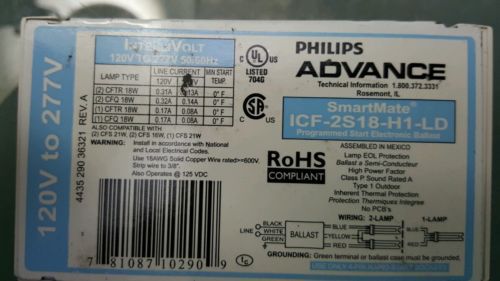 120V to 277V
4435 290 36321 REV. A
INTELLIVOLT
120V TO 277V 50/60Hz
LAMP TYPE
LINE CURRENT
MIN START TEMP
120V
(2) CFTR 18W 0.31A 0.13A 0° F
(2) CFQ 18W 0.32A 0.14A 0° F
(1) CFTR 18W 0.17A 0.08A 0° F
(1) CFQ 18W 0.17A 0.08A 0° F
ALSO COMPATIBLE WITH
(2) CFS 21W, (2) CFS 16W, (1) CFS 21W
WARNING: Install in accordance with National
and Local Electrical Codes.
Use 18AWG Solid Copper Wire rated>=600V.
Strip wire to 3/8".
Also Operates @ 125 VDC
C UL US
LISTED
704G
CSA
RoHS
COMPLIANT
PHILIPS
ADVANCE
Technical Information 1.800.372.3331
Rosemont, IL
SmartMate
ICF-2S18-H1-LD
Programmed Start Electronic Ballast
ASSEMBLED IN MEXICO
Lamp EOL Protection
Ballast a Semi-Conducteur
High Power Factor
Class P Sound Rated A
Type 1 Outdoor
Inherent Thermal Protection
Protection Thermiques Integree
No PCB's
WIRING: 2-LAMP 1-LAMP
LINE
BLACK
WHITE
GREEN
BALLAST
BLUE
YELLOW
RED
BLUE
RED
GROUNDING: Green terminal or ballast case must be grounded.
7 81087 10290 9